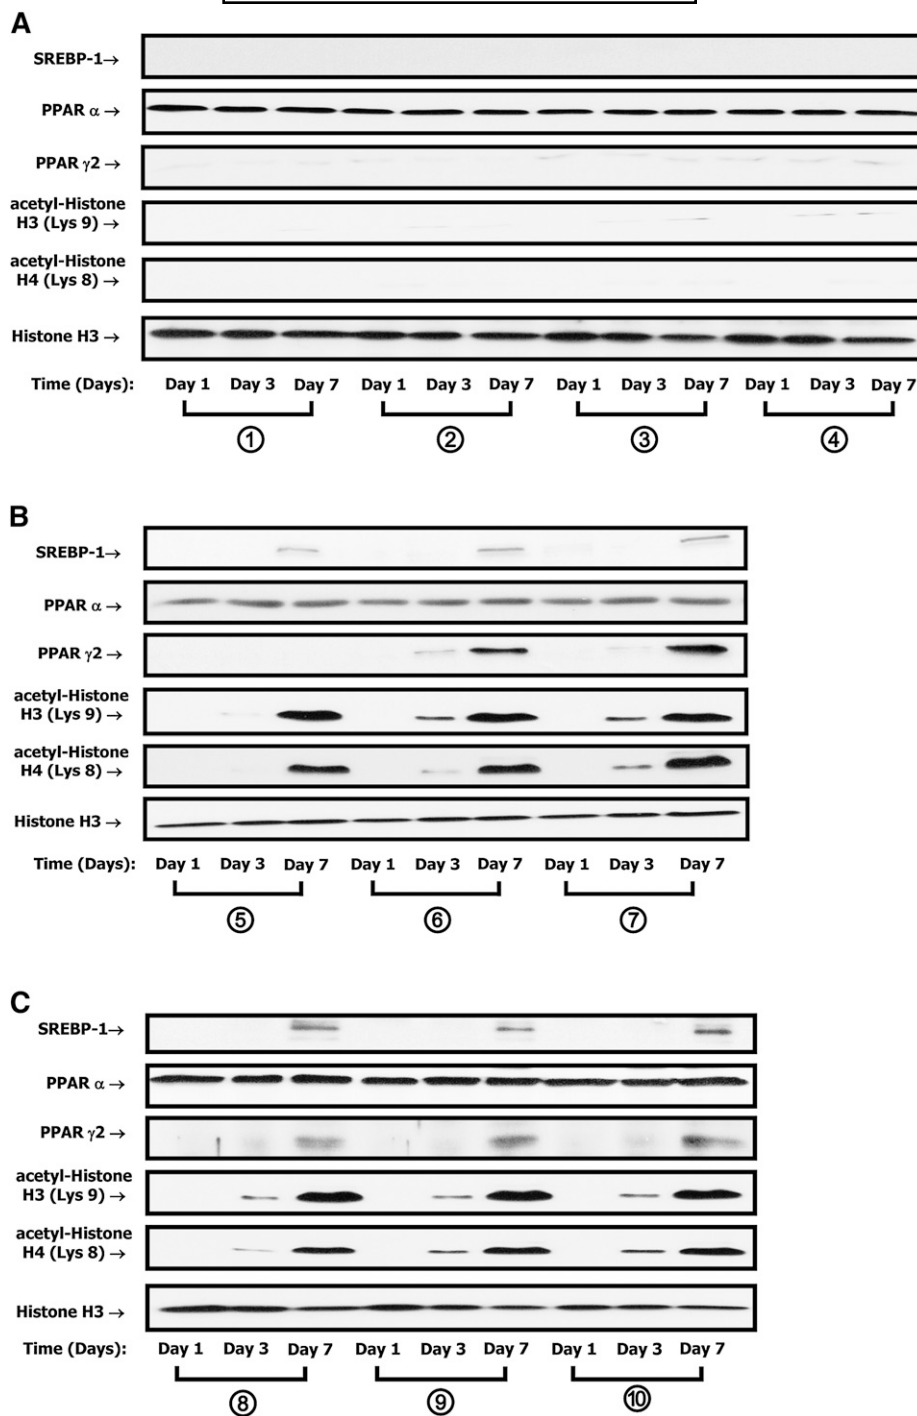 A
SREBP-1→
PPAR α →
PPAR γ2 →
acetyl-Histone
H3 (Lys 9) →
acetyl-Histone
H4 (Lys 8) →
Histone H3 →
Time (Days): Day 1 Day 3 Day 7 Day 1 Day 3 Day 7 Day 1 Day 3 Day 7 Day 1 Day 3 Day 7
① ② ③ ④
B
SREBP-1→
PPAR α →
PPAR γ2 →
acetyl-Histone
H3 (Lys 9) →
acetyl-Histone
H4 (Lys 8) →
Histone H3 →
Time (Days): Day 1 Day 3 Day 7 Day 1 Day 3 Day 7 Day 1 Day 3 Day 7
⑤ ⑥ ⑦
C
SREBP-1→
PPAR α →
PPAR γ2 →
acetyl-Histone
H3 (Lys 9) →
acetyl-Histone
H4 (Lys 8) →
Histone H3 →
Time (Days): Day 1 Day 3 Day 7 Day 1 Day 3 Day 7 Day 1 Day 3 Day 7
⑧ ⑨ ⑩